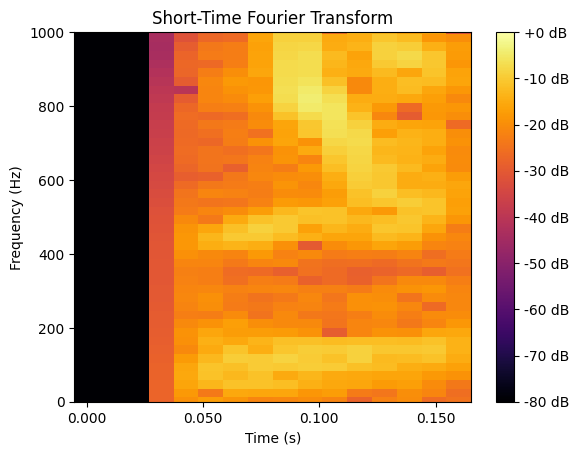 Short-Time Fourier Transform
1000
800
600
400
200
0
Frequency (Hz)
0.000
0.050
0.100
0.150
Time (s)
+0 dB
-10 dB
-20 dB
-30 dB
-40 dB
-50 dB
-60 dB
-70 dB
-80 dB